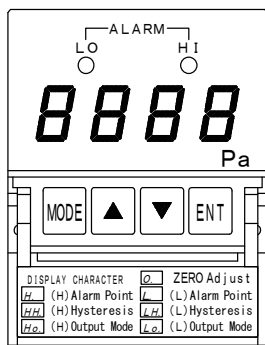 ALARM
LO HI
8888
Pa
MODE ▲ ▼ ENT
DISPLAY CHARACTER 0. ZERO Adjust
H. (H)Alarm Point L. (L)Alarm Point
HH. (H)Hysteresis LH. (L)Hysteresis
Ho. (H)Output Mode Lo. (L)Output Mode